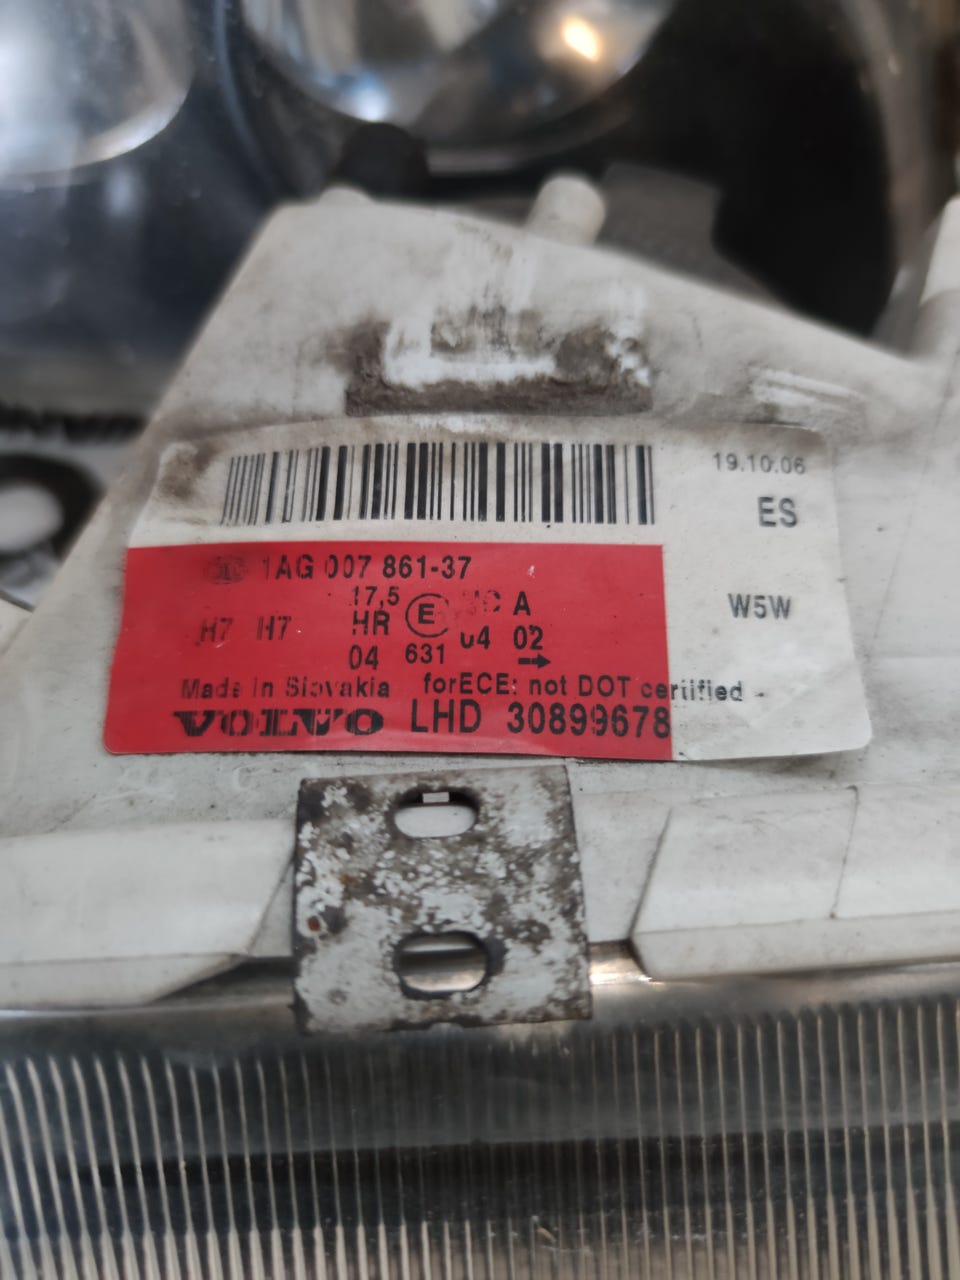 19.10.06
ES
1AG 007 861-37
17,5 E HC A
H7 H7 HR 04 02
W5W
04 631 →
Made in Slovakia forECE: not DOT certified
VOLVO LHD 30899678